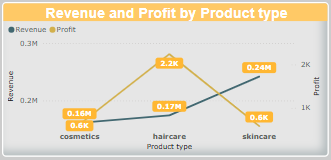 Revenue and Profit by Product type
Revenue Profit
0.3M
2.2K
0.24M
2K
Revenue
Profit
0.2M
0.16M
0.17M
1K
0.6K
0.6K
cosmetics haircare skincare
Product type